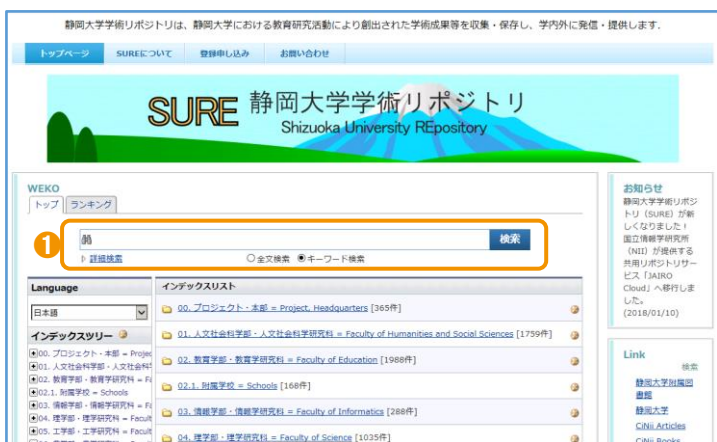 静岡大学学術リポジトリは、静岡大学における教育研究活動により創出された学術成果等を収集・保存し、学内外に発信・提供します.
トップページ SUREについて 登録申し込み お問い合わせ
SURE 静岡大学学術リポジトリ
Shizuoka University REpository
WEKO
トップ ランキング
1
検索
詳細検索 全文検索 キーワード検索
Language
日本語
インデックスツリー
00. プロジェクト・本部 = Projec
01. 人文社会科学部・人文社会科学
02. 教育学部・教育学研究科 = Fa
02.1. 附属学校 = Schools
03. 情報学部・情報学研究科 = Fa
04. 理学部・理学研究科 = Facult
05. 工学部・工学研究科 = Facult
インデックスリスト
00. プロジェクト・本部 = Project, Headquarters [365件]
01. 人文社会科学部・人文社会科学研究科 = Faculty of Humanities and Social Sciences [1759件]
02. 教育学部・教育学研究科 = Faculty of Education [1988件]
02.1. 附属学校 = Schools [168件]
03. 情報学部・情報学研究科 = Faculty of Informatics [288件]
04. 理学部・理学研究科 = Faculty of Science [1035件]
お知らせ
静岡大学学術リポジ
トリ（SURE）が新
しくなりました！
国立情報学研究所
（NII）が提供する
共用リポジトリサー
ビス「JAIRO
Cloud」へ移行しま
した。
(2018/01/10)
Link
検索
静岡大学附属図
書館
静岡大学
CiNii Articles
CiNii Books